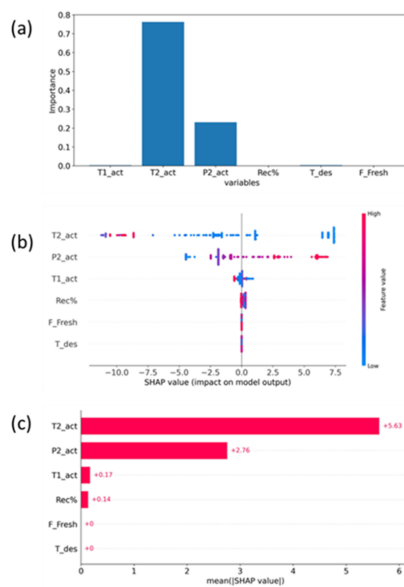 (a)
0.8
0.7
0.6
0.5
0.4
0.3
0.2
0.1
0.0
Importance
T1_act T2_act P2_act Rec% T_des F_Fresh
variables
(b)
T2_act
P2_act
T1_act
Rec%
F_Fresh
T_des
−10.0 −7.5 −5.0 −2.5 0.0 2.5 5.0 7.5
SHAP value (impact on model output)
High
Feature value
Low
(c)
T2_act +5.63
P2_act +2.76
T1_act +0.17
Rec% +0.14
F_Fresh +0
T_des +0
0 1 2 3 4 5 6
mean(|SHAP value|)